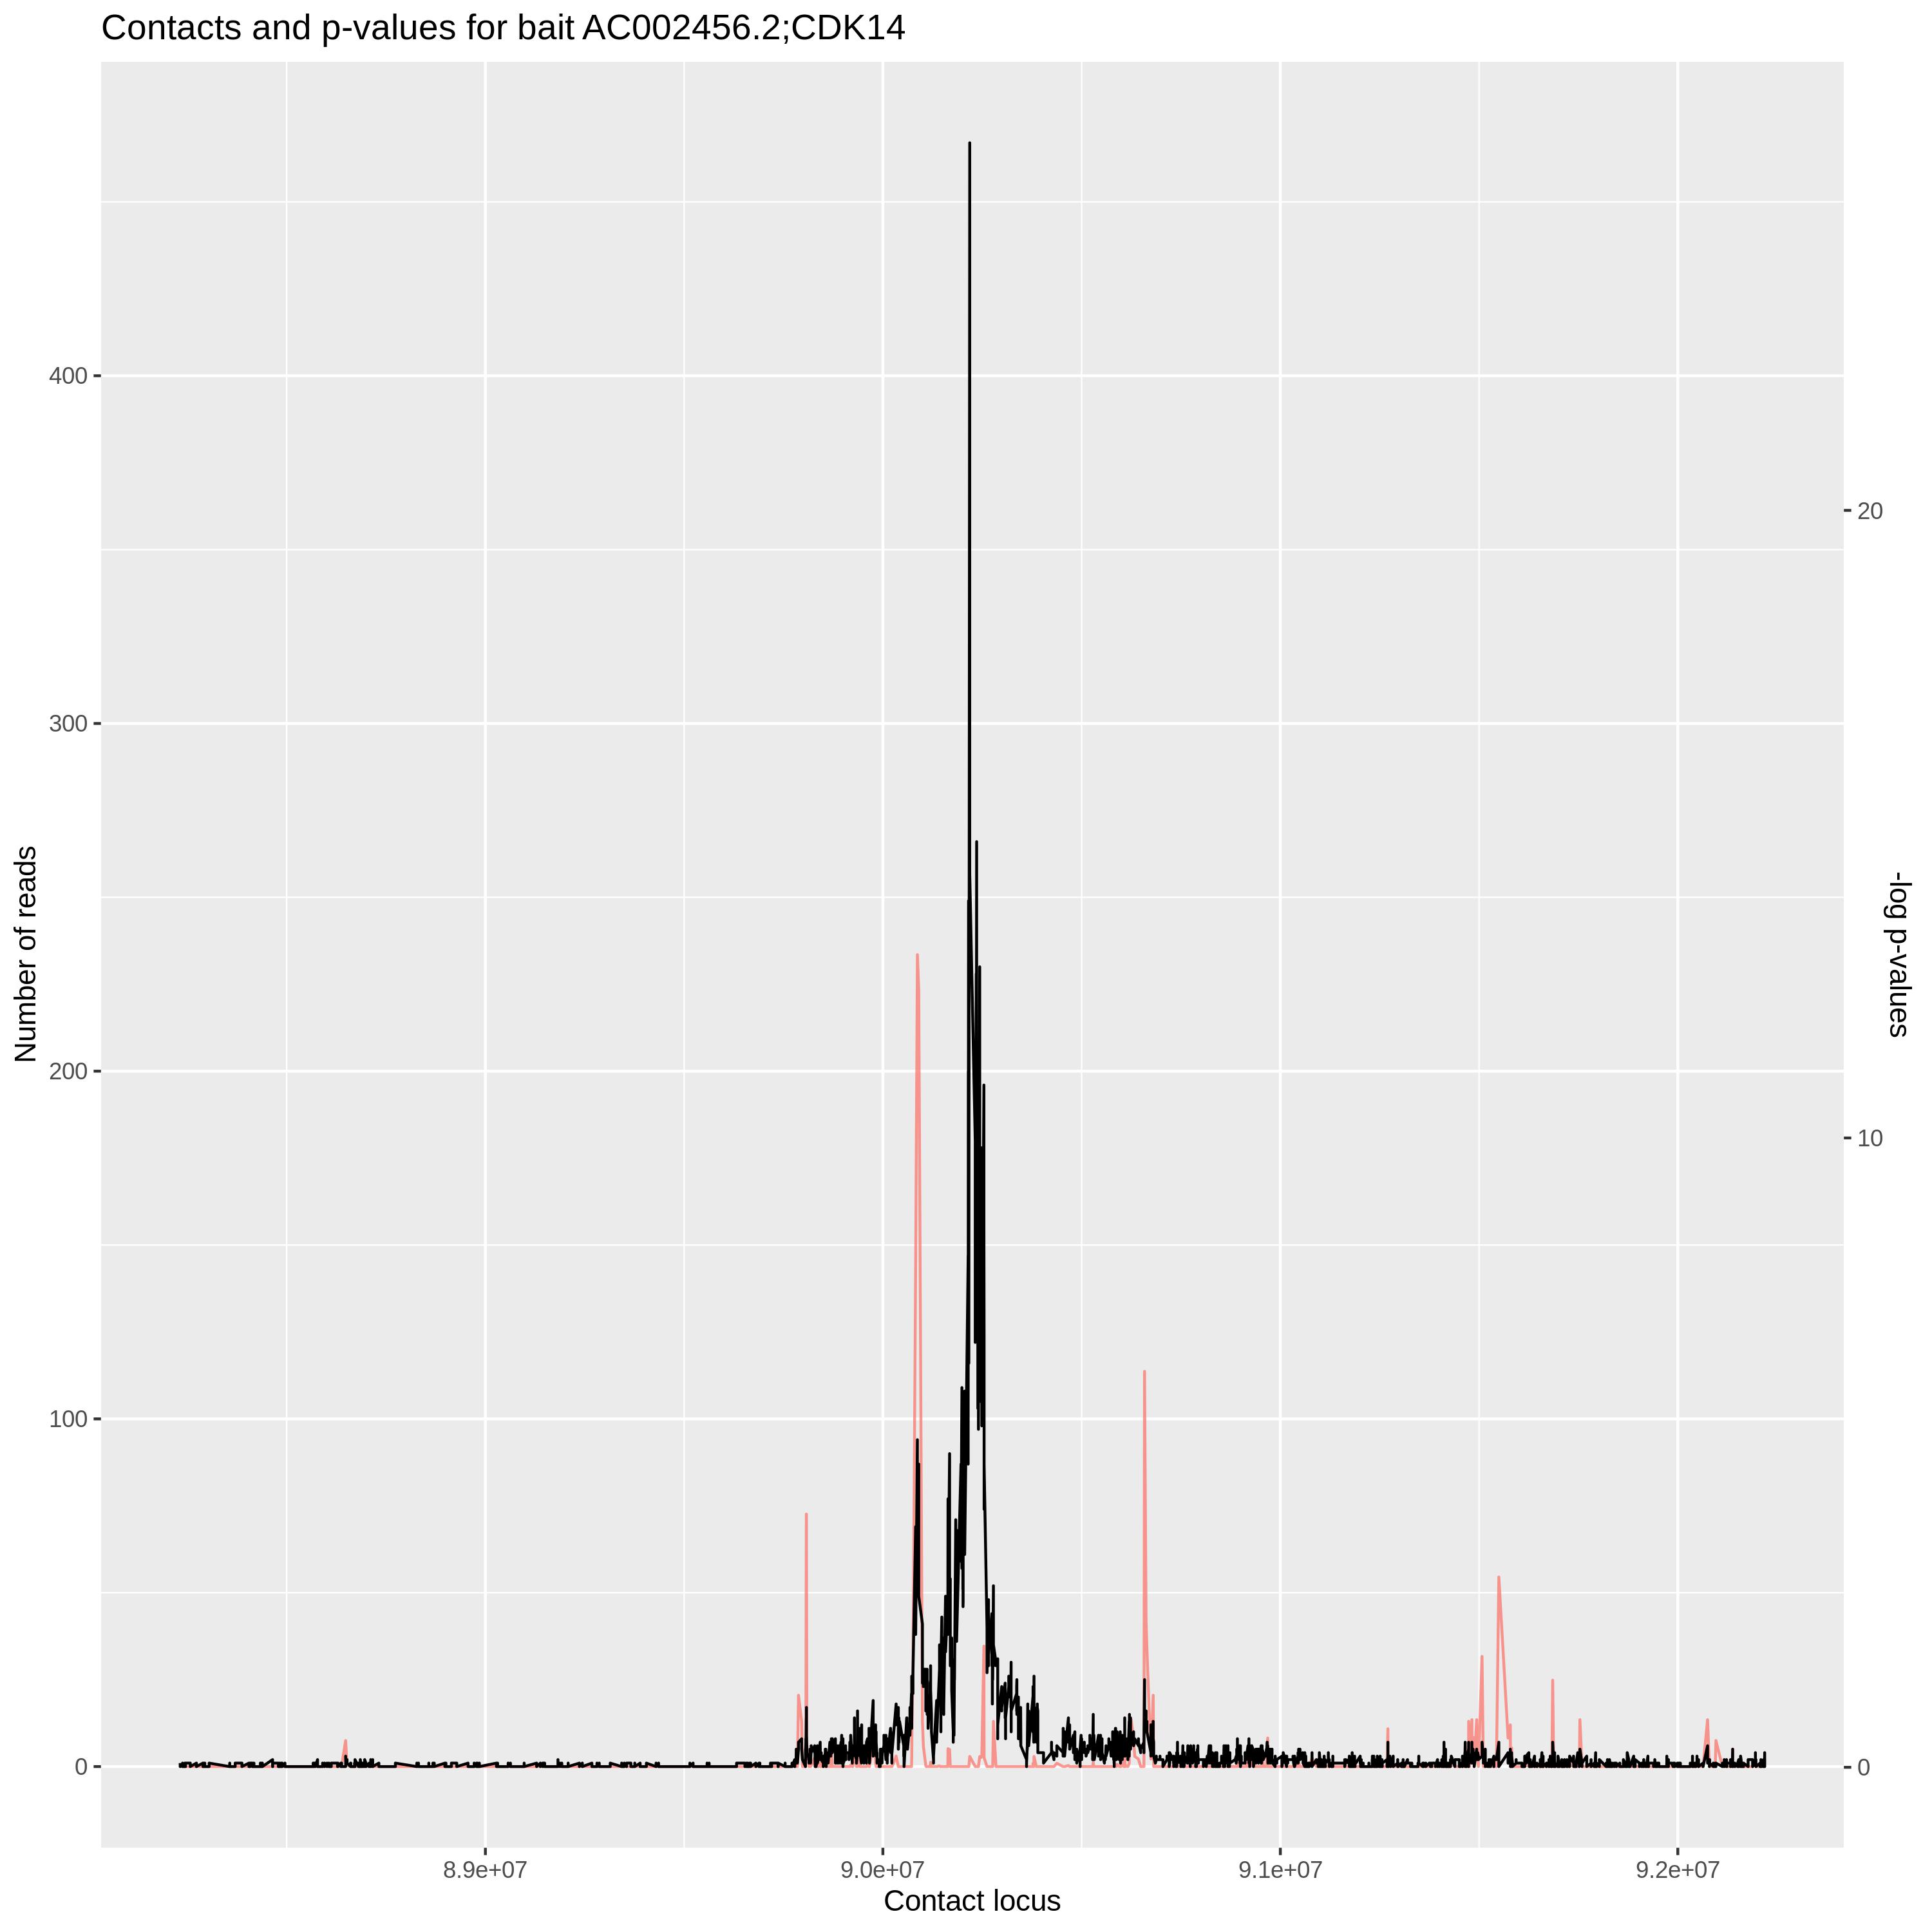 Contacts and p-values for bait AC002456.2;CDK14
Number of reads
400
300
200
100
0
20
10
0
-log p-values
8.9e+07
9.0e+07
9.1e+07
9.2e+07
Contact locus